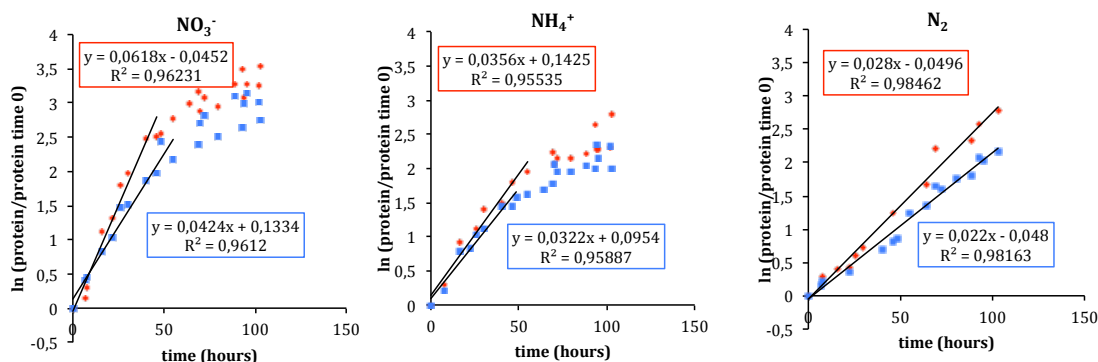 NO₃⁻
ln (protein/protein time 0)
4
3,5
3
2,5
2
1,5
1
0,5
0
-0,5
y = 0,0618x - 0,0452
R² = 0,96231
y = 0,0424x + 0,1334
R² = 0,9612
0
50
100
150
time (hours)
NH₄⁺
ln (protein/protein time 0)
4
3,5
3
2,5
2
1,5
1
0,5
0
-0,5
y = 0,0356x + 0,1425
R² = 0,95535
y = 0,0322x + 0,0954
R² = 0,95887
0
50
100
150
time (hours)
N₂
ln (protein/protein time 0)
4
3,5
3
2,5
2
1,5
1
0,5
0
-0,5
y = 0,028x - 0,0496
R² = 0,98462
y = 0,022x - 0,048
R² = 0,98163
0
50
100
150
time (hours)